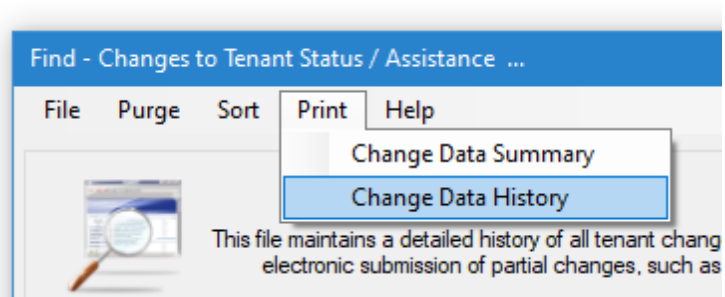 Find - Changes to Tenant Status / Assistance ...
File Purge Sort Print Help
Change Data Summary
Change Data History
This file maintains a detailed history of all tenant chang
electronic submission of partial changes, such as